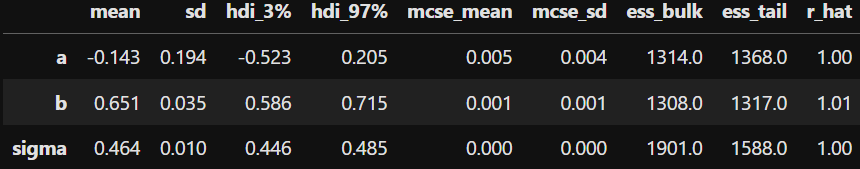 mean sd hdi_3% hdi_97% mcse_mean mcse_sd ess_bulk ess_tail r_hat
a -0.143 0.194 -0.523 0.205 0.005 0.004 1314.0 1368.0 1.00
b 0.651 0.035 0.586 0.715 0.001 0.001 1308.0 1317.0 1.01
sigma 0.464 0.010 0.446 0.485 0.000 0.000 1901.0 1588.0 1.00